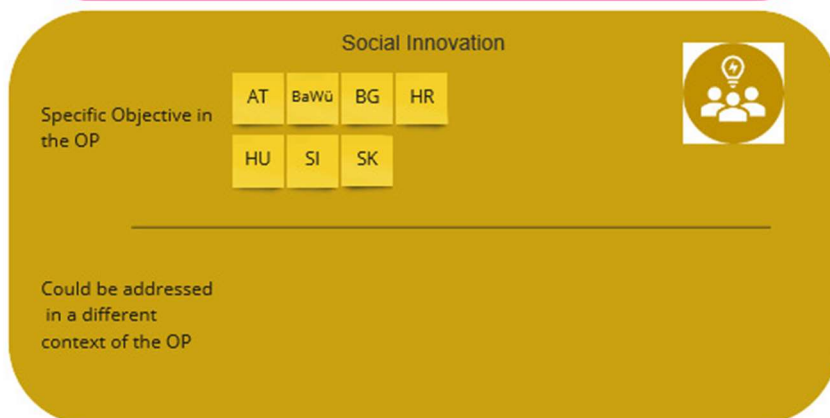 Social Innovation
Specific Objective in
the OP
AT BaWü BG HR
HU SI SK
Could be addressed
in a different
context of the OP